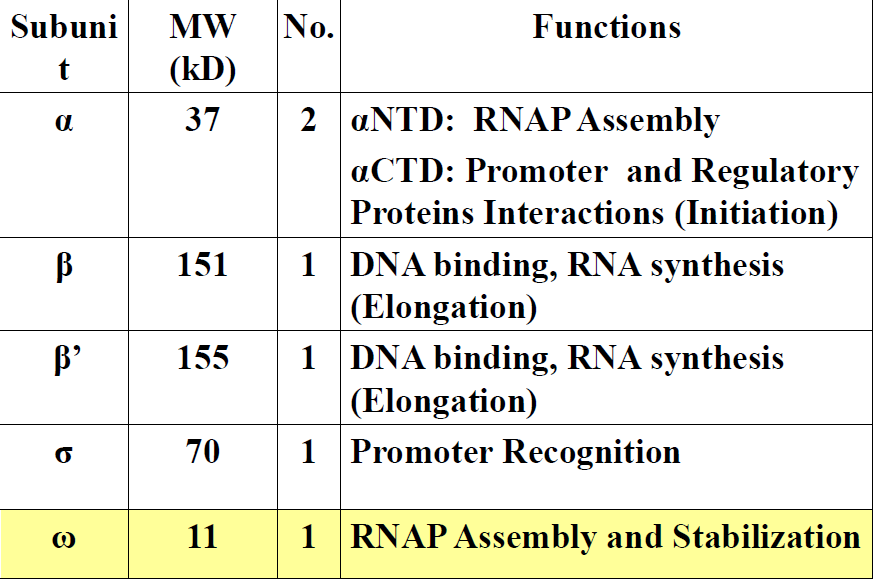 Subuni
t
MW
(kD)
No.
Functions
α
37
2
αNTD: RNAP Assembly
αCTD: Promoter and Regulatory
Proteins Interactions (Initiation)
β
151
1
DNA binding, RNA synthesis
(Elongation)
β’
155
1
DNA binding, RNA synthesis
(Elongation)
σ
70
1
Promoter Recognition
ω
11
1
RNAP Assembly and Stabilization